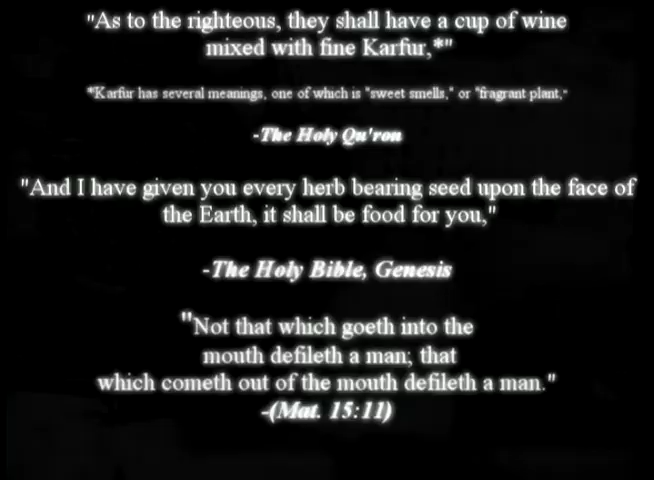 "As to the righteous, they shall have a cup of wine
mixed with fine Karfur,*"
*Karfur has several meanings, one of which is "sweet smells," or "fragrant plant,"
-The Holy Qu'ron
"And I have given you every herb bearing seed upon the face of
the Earth, it shall be food for you,"
-The Holy Bible, Genesis
"Not that which goeth into the
mouth defileth a man; that
which cometh out of the mouth defileth a man."
-(Mat. 15:11)